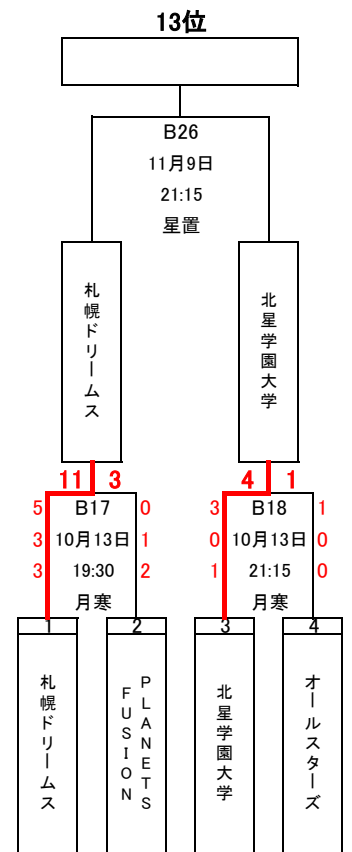 13位
B26
11月9日
21:15
星置
札幌ドリームス
北星学園大学
11 3
4 1
5 B17 0
3 10月13日 1
3 19:30 2
月寒
3 B18 1
0 10月13日 0
1 21:15 0
月寒
1
2
3
4
札幌ドリームス
PLANETS
FUSION
北星学園大学
オールスターズ